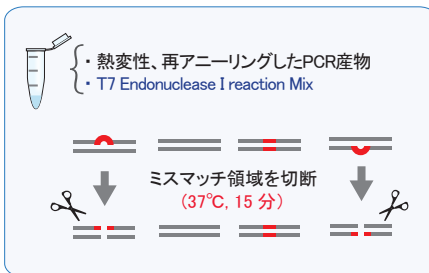 ・熱変性、再アニーリングしたPCR産物
・T7 Endonuclease I reaction Mix
ミスマッチ領域を切断
(37℃, 15 分)